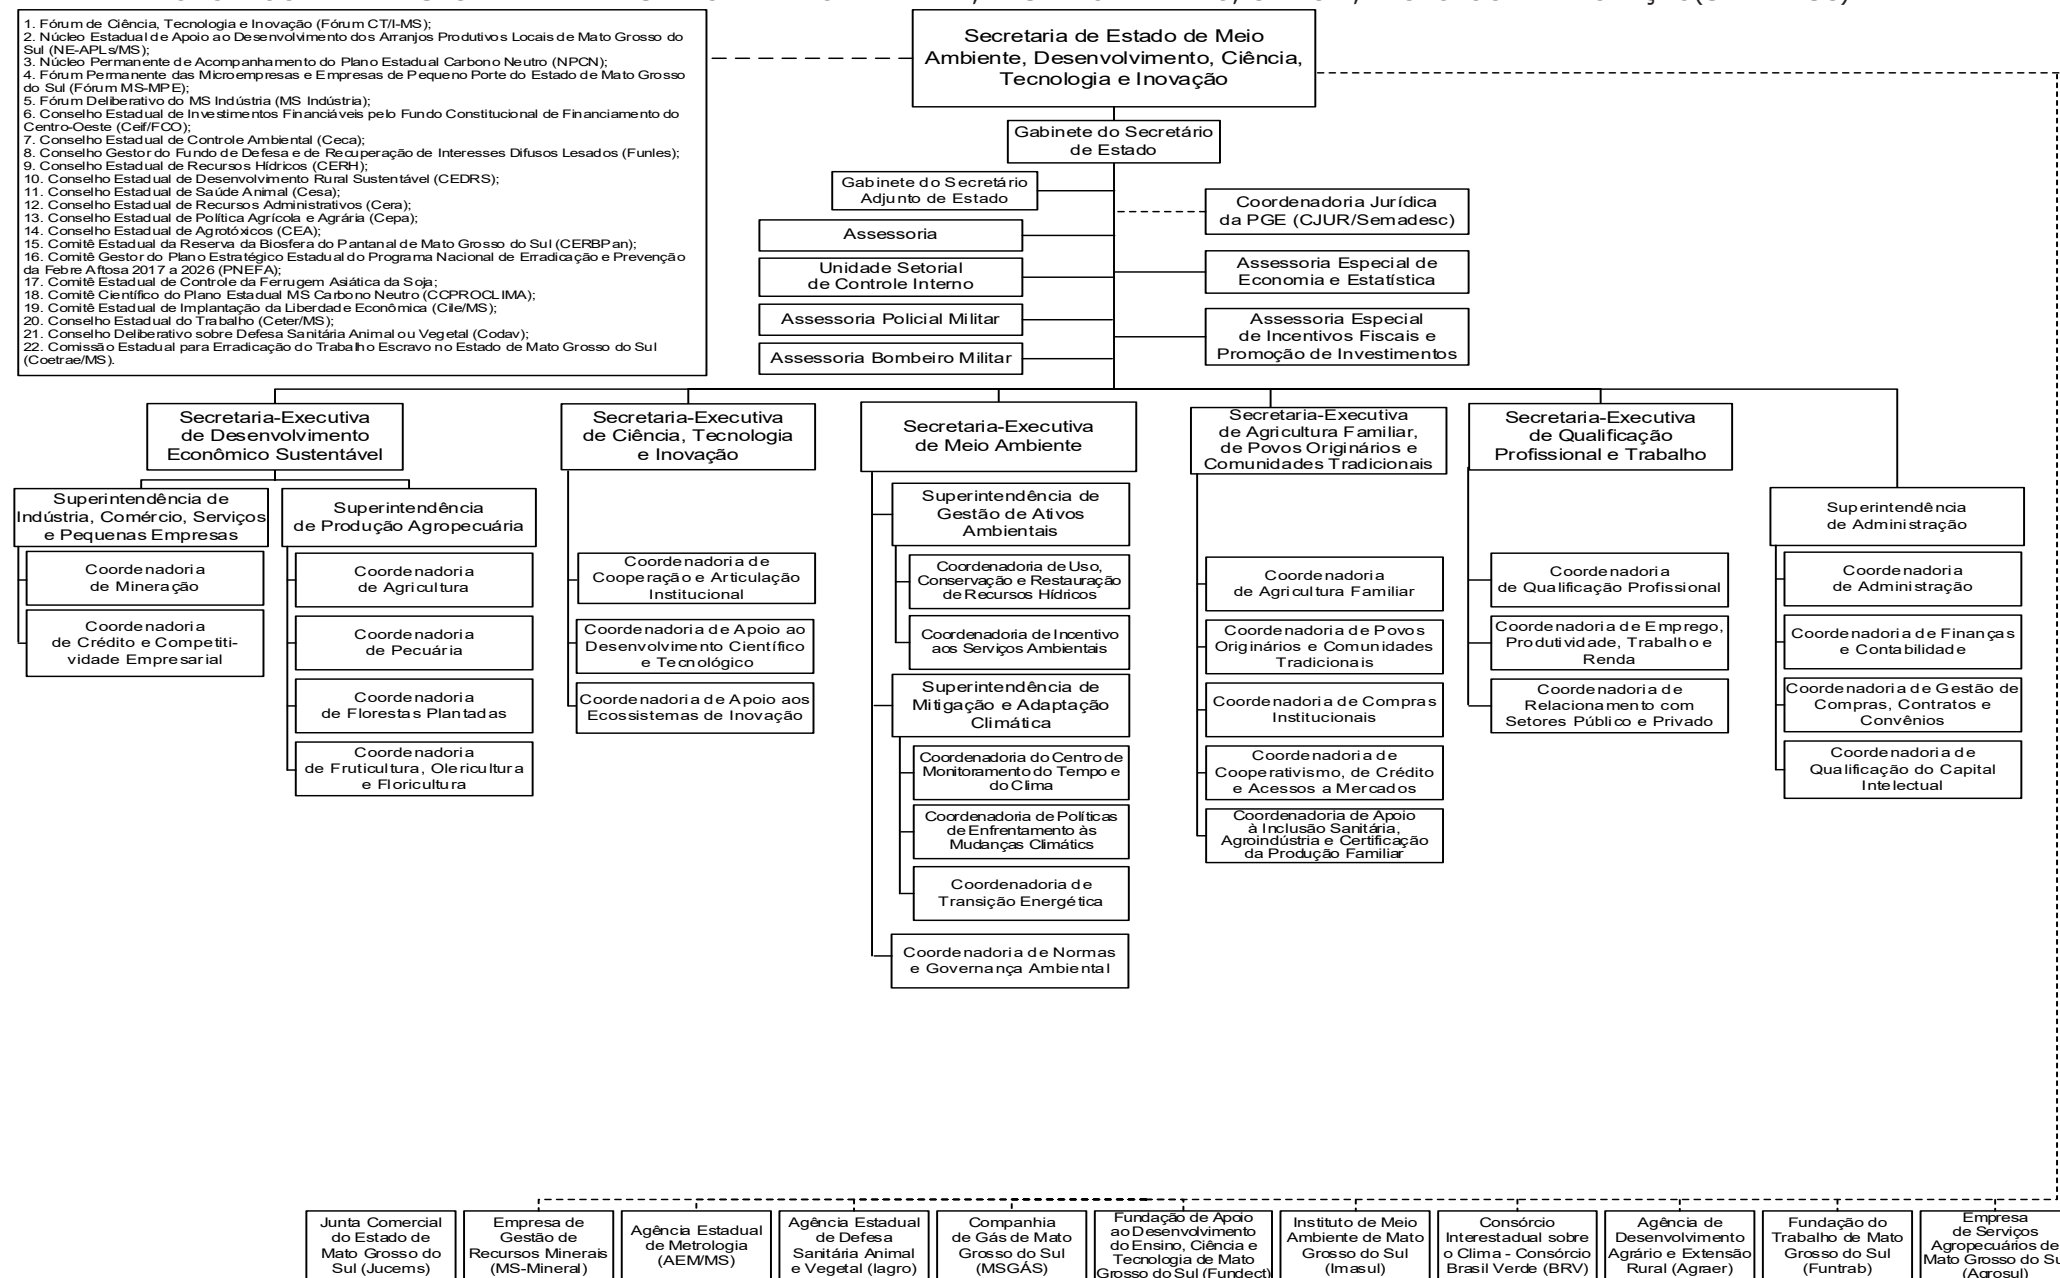 1. Fórum de Ciência, Tecnologia e Inovação (Fórum CT/I-MS);
2. Núcleo Estadual de Apoio ao Desenvolvimento dos Arranjos Produtivos Locais de Mato Grosso do
Sul (NE-APLs/MS);
3. Núcleo Permanente de Acompanhamento do Plano Estadual Carbono Neutro (NPCN);
4. Fórum Permanente das Microempresas e Empresas de Pequeno Porte do Estado de Mato Grosso
do Sul (Fórum MS-MPE);
5. Fórum Deliberativo do MS Indústria (MS Indústria);
6. Conselho Estadual de Investimentos Financiáveis pelo Fundo Constitucional de Financiamento do
Centro-Oeste (Ceif/FCO);
7. Conselho Estadual de Controle Ambiental (Ceca);
8. Conselho Gestor do Fundo de Defesa e de Recuperação de Interesses Difusos Lesados (Funles);
9. Conselho Estadual de Recursos Hídricos (CERH);
10. Conselho Estadual de Desenvolvimento Rural Sustentável (CEDRS);
11. Conselho Estadual de Saúde Animal (Cesa);
12. Conselho Estadual de Recursos Administrativos (Cera);
13. Conselho Estadual de Política Agrícola e Agrária (Cepa);
14. Conselho Estadual de Agrotóxicos (CEA);
15. Comitê Estadual da Reserva da Biosfera do Pantanal de Mato Grosso do Sul (CERBPan);
16. Comitê Gestor do Plano Estratégico Estadual do Programa Nacional de Erradicação e Prevenção
da Febre Aftosa 2017 a 2026 (PNEFA);
17. Comitê Estadual de Controle da Ferrugem Asiática da Soja;
18. Comitê Científico do Plano Estadual MS Carbono Neutro (CCPROCLIMA);
19. Comitê Estadual de Implantação da Liberdade Econômica (Cile/MS);
20. Conselho Estadual do Trabalho (Ceter/MS);
21. Conselho Deliberativo sobre Defesa Sanitária Animal ou Vegetal (Codav);
22. Comissão Estadual para Erradicação do Trabalho Escravo no Estado de Mato Grosso do Sul
(Coetrae/MS).
Secretaria de Estado de Meio
Ambiente, Desenvolvimento, Ciência,
Tecnologia e Inovação
Gabinete do Secretário
de Estado
Gabinete do Secretário
Adjunto de Estado
Coordenadoria Jurídica
da PGE (CJUR/Semadesc)
Assessoria
Unidade Setorial
de Controle Interno
Assessoria Especial de
Economia e Estatística
Assessoria Policial Militar
Assessoria Especial
de Incentivos Fiscais e
Promoção de Investimentos
Assessoria Bombeiro Militar
Secretaria-Executiva
de Desenvolvimento
Econômico Sustentável
Secretaria-Executiva
de Ciência, Tecnologia
e Inovação
Secretaria-Executiva
de Meio Ambiente
Secretaria-Executiva
de Agricultura Familiar,
de Povos Originários e
Comunidades Tradicionais
Secretaria-Executiva
de Qualificação
Profissional e Trabalho
Superintendência de
Indústria, Comércio, Serviços
e Pequenas Empresas
Coordenadoria
de Mineração
Coordenadoria
de Crédito e Competiti-
vidade Empresarial
Superintendência
de Produção Agropecuária
Coordenadoria
de Agricultura
Coordenadoria
de Pecuária
Coordenadoria
de Florestas Plantadas
Coordenadoria
de Fruticultura, Olericultura
e Floricultura
Coordenadoria de
Cooperação e Articulação
Institucional
Coordenadoria de Apoio ao
Desenvolvimento Científico
e Tecnológico
Coordenadoria de Apoio aos
Ecossistemas de Inovação
Superintendência de
Gestão de Ativos
Ambientais
Coordenadoria de Uso,
Conservação e Restauração
de Recursos Hídricos
Coordenadoria de Incentivo
aos Serviços Ambientais
Superintendência de
Mitigação e Adaptação
Climática
Coordenadoria do Centro de
Monitoramento do Tempo e
do Clima
Coordenadoria de Políticas
de Enfrentamento às
Mudanças Climátics
Coordenadoria de
Transição Energética
Coordenadoria de Normas
e Governança Ambiental
Coordenadoria
de Agricultura Familiar
Coordenadoria de Povos
Originários e Comunidades
Tradicionais
Coordenadoria de Compras
Institucionais
Coordenadoria de
Cooperativismo, de Crédito
e Acessos a Mercados
Coordenadoria de Apoio
à Inclusão Sanitária,
Agroindústria e Certificação
da Produção Familiar
Coordenadoria
de Qualificação Profissional
Coordenadoria de Emprego,
Produtividade, Trabalho e
Renda
Coordenadoria de
Relacionamento com
Setores Público e Privado
Superintendência
de Administração
Coordenadoria
de Administração
Coordenadoria de Finanças
e Contabilidade
Coordenadoria de Gestão de
Compras, Contratos e
Convênios
Coordenadoria de
Qualificação do Capital
Intelectual
Junta Comercial
do Estado de
Mato Grosso do
Sul (Jucems)
Empresa de
Gestão de
Recursos Minerais
(MS-Mineral)
Agência Estadual
de Metrologia
(AEM/MS)
Agência Estadual
de Defesa
Sanitária Animal
e Vegetal (Iagro)
Companhia
de Gás de Mato
Grosso do Sul
(MSGÁS)
Fundação de Apoio
ao Desenvolvimento
do Ensino, Ciência e
Tecnologia de Mato
Grosso do Sul (Fundect)
Instituto de Meio
Ambiente de Mato
Grosso do Sul
(Imasul)
Consórcio
Interestadual sobre
o Clima - Consórcio
Brasil Verde (BRV)
Agência de
Desenvolvimento
Agrário e Extensão
Rural (Agraer)
Fundação do
Trabalho de Mato
Grosso do Sul
(Funtrab)
Empresa
de Serviços
Agropecuários de
Mato Grosso do Sul
(Agrosul)